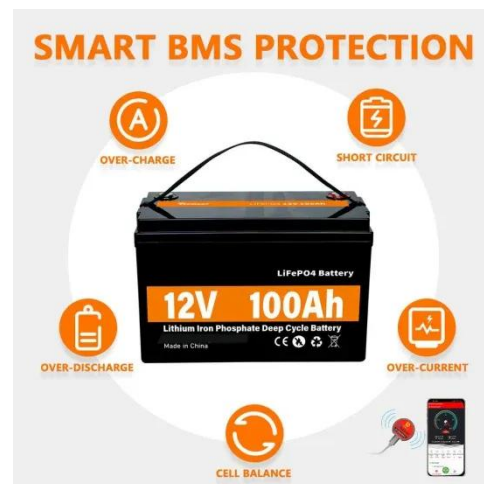 SMART BMS PROTECTION
OVER-CHARGE
SHORT CIRCUIT
LiFePO4 Battery
12V 100Ah
Lithium Iron Phosphate Deep Cycle Battery
Made in China
CE
OVER-DISCHARGE
OVER-CURRENT
CELL BALANCE